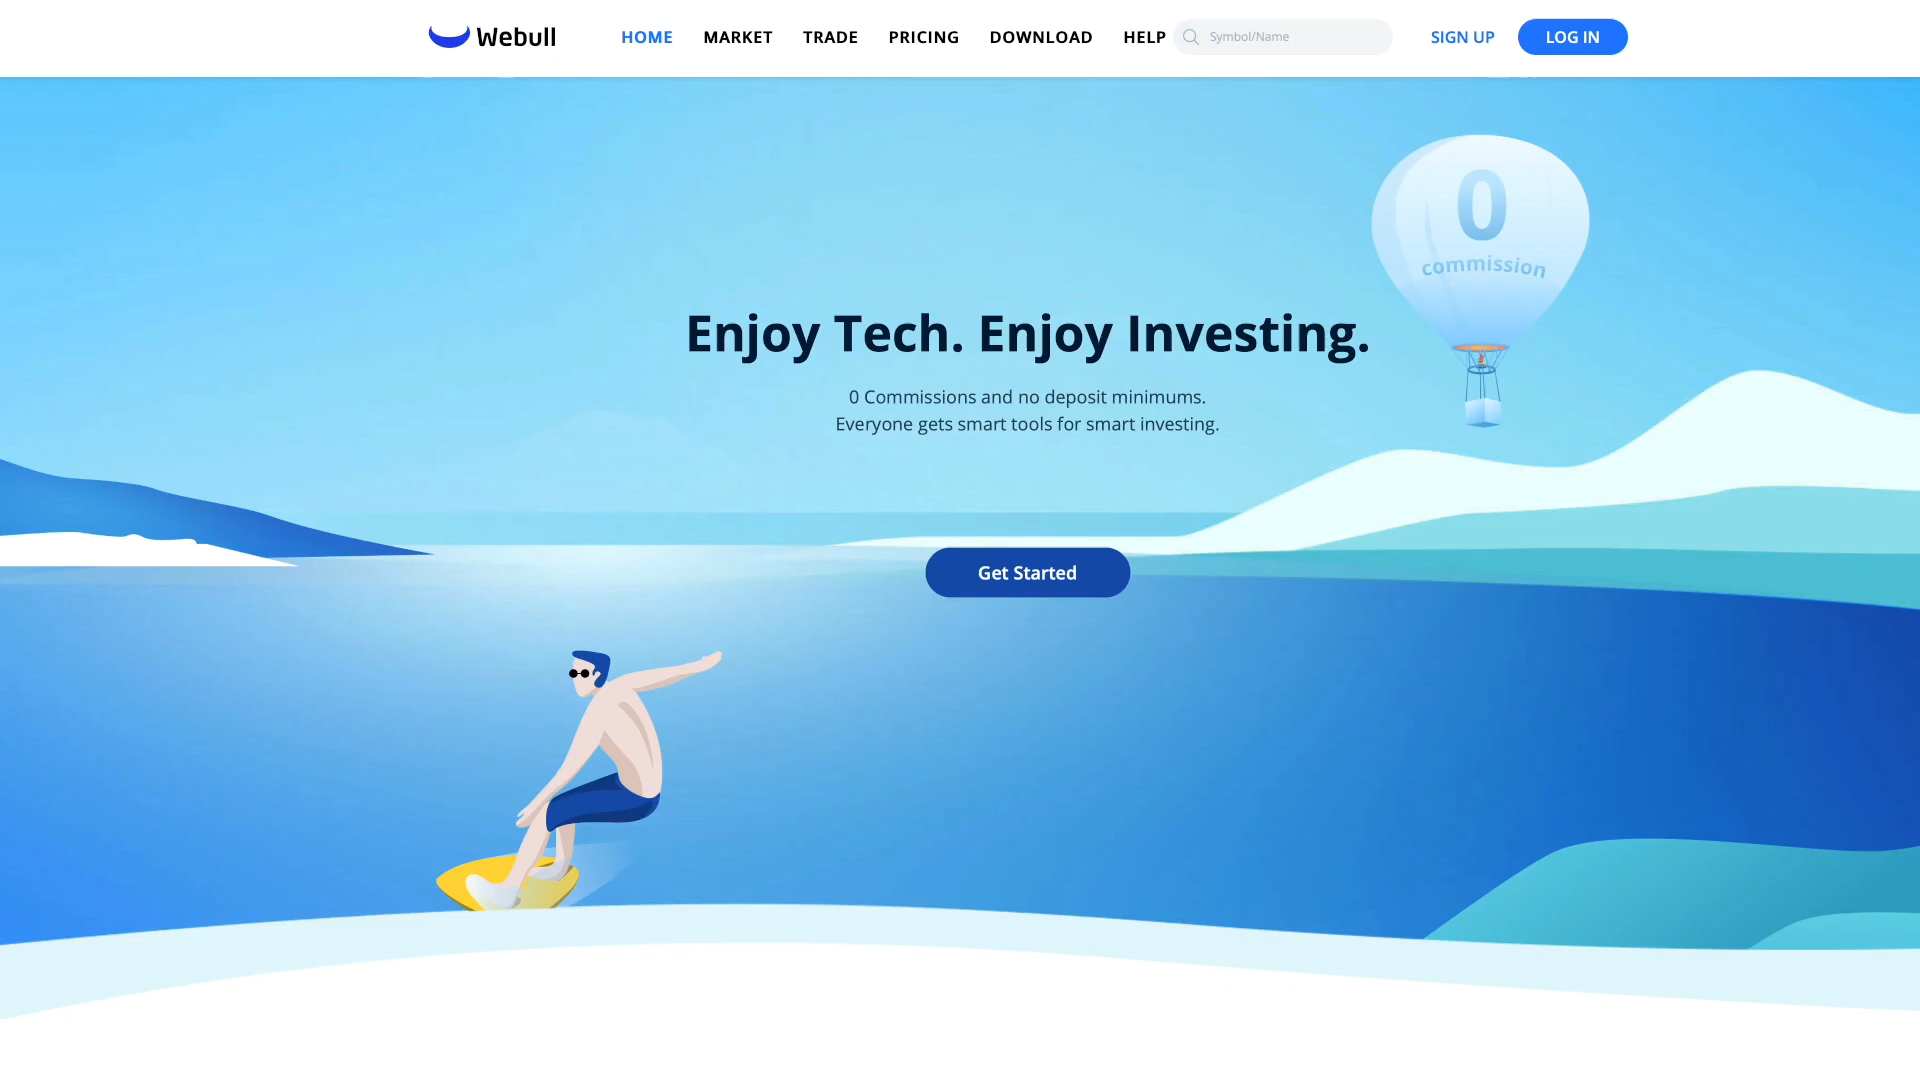 Webull
HOME
MARKET
TRADE
PRICING
DOWNLOAD
HELP
Symbol/Name
SIGN UP
LOG IN
0
commission
Enjoy Tech. Enjoy Investing.
0 Commissions and no deposit minimums.
Everyone gets smart tools for smart investing.
Get Started